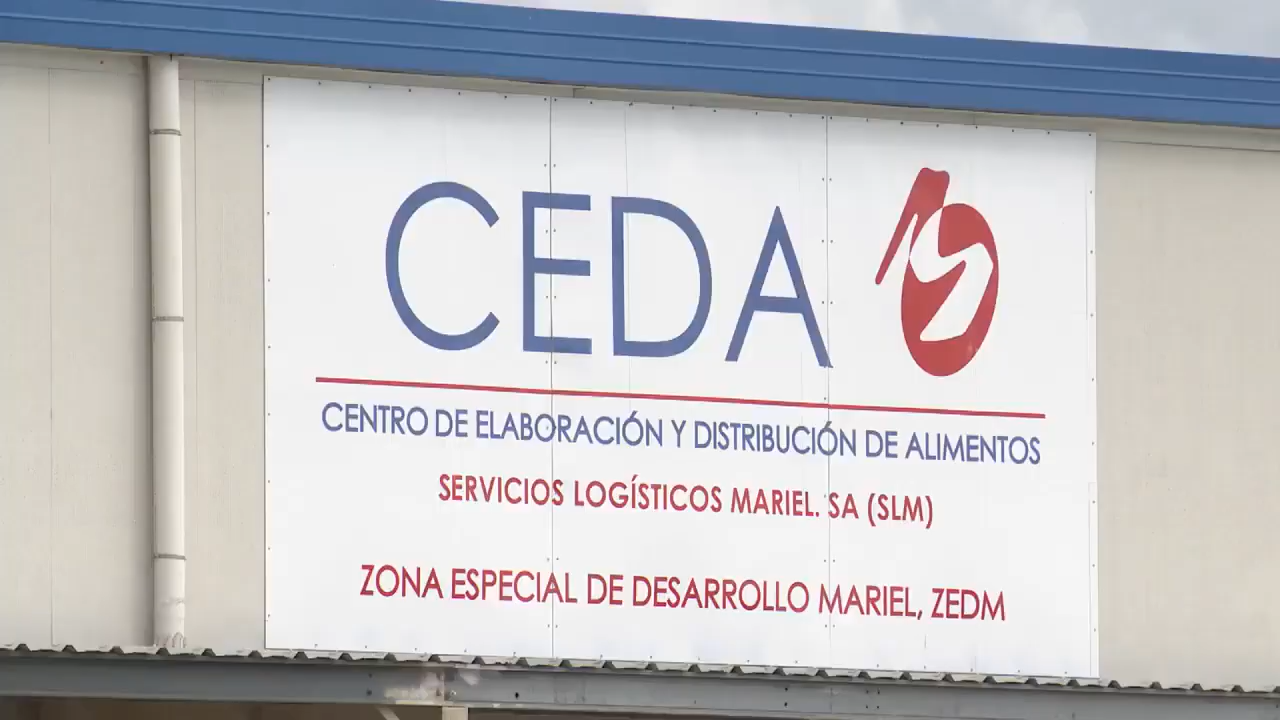 CEDA
CENTRO DE ELABORACIÓN Y DISTRIBUCIÓN DE ALIMENTOS
SERVICIOS LOGÍSTICOS MARIEL. SA (SLM)
ZONA ESPECIAL DE DESARROLLO MARIEL, ZEDM